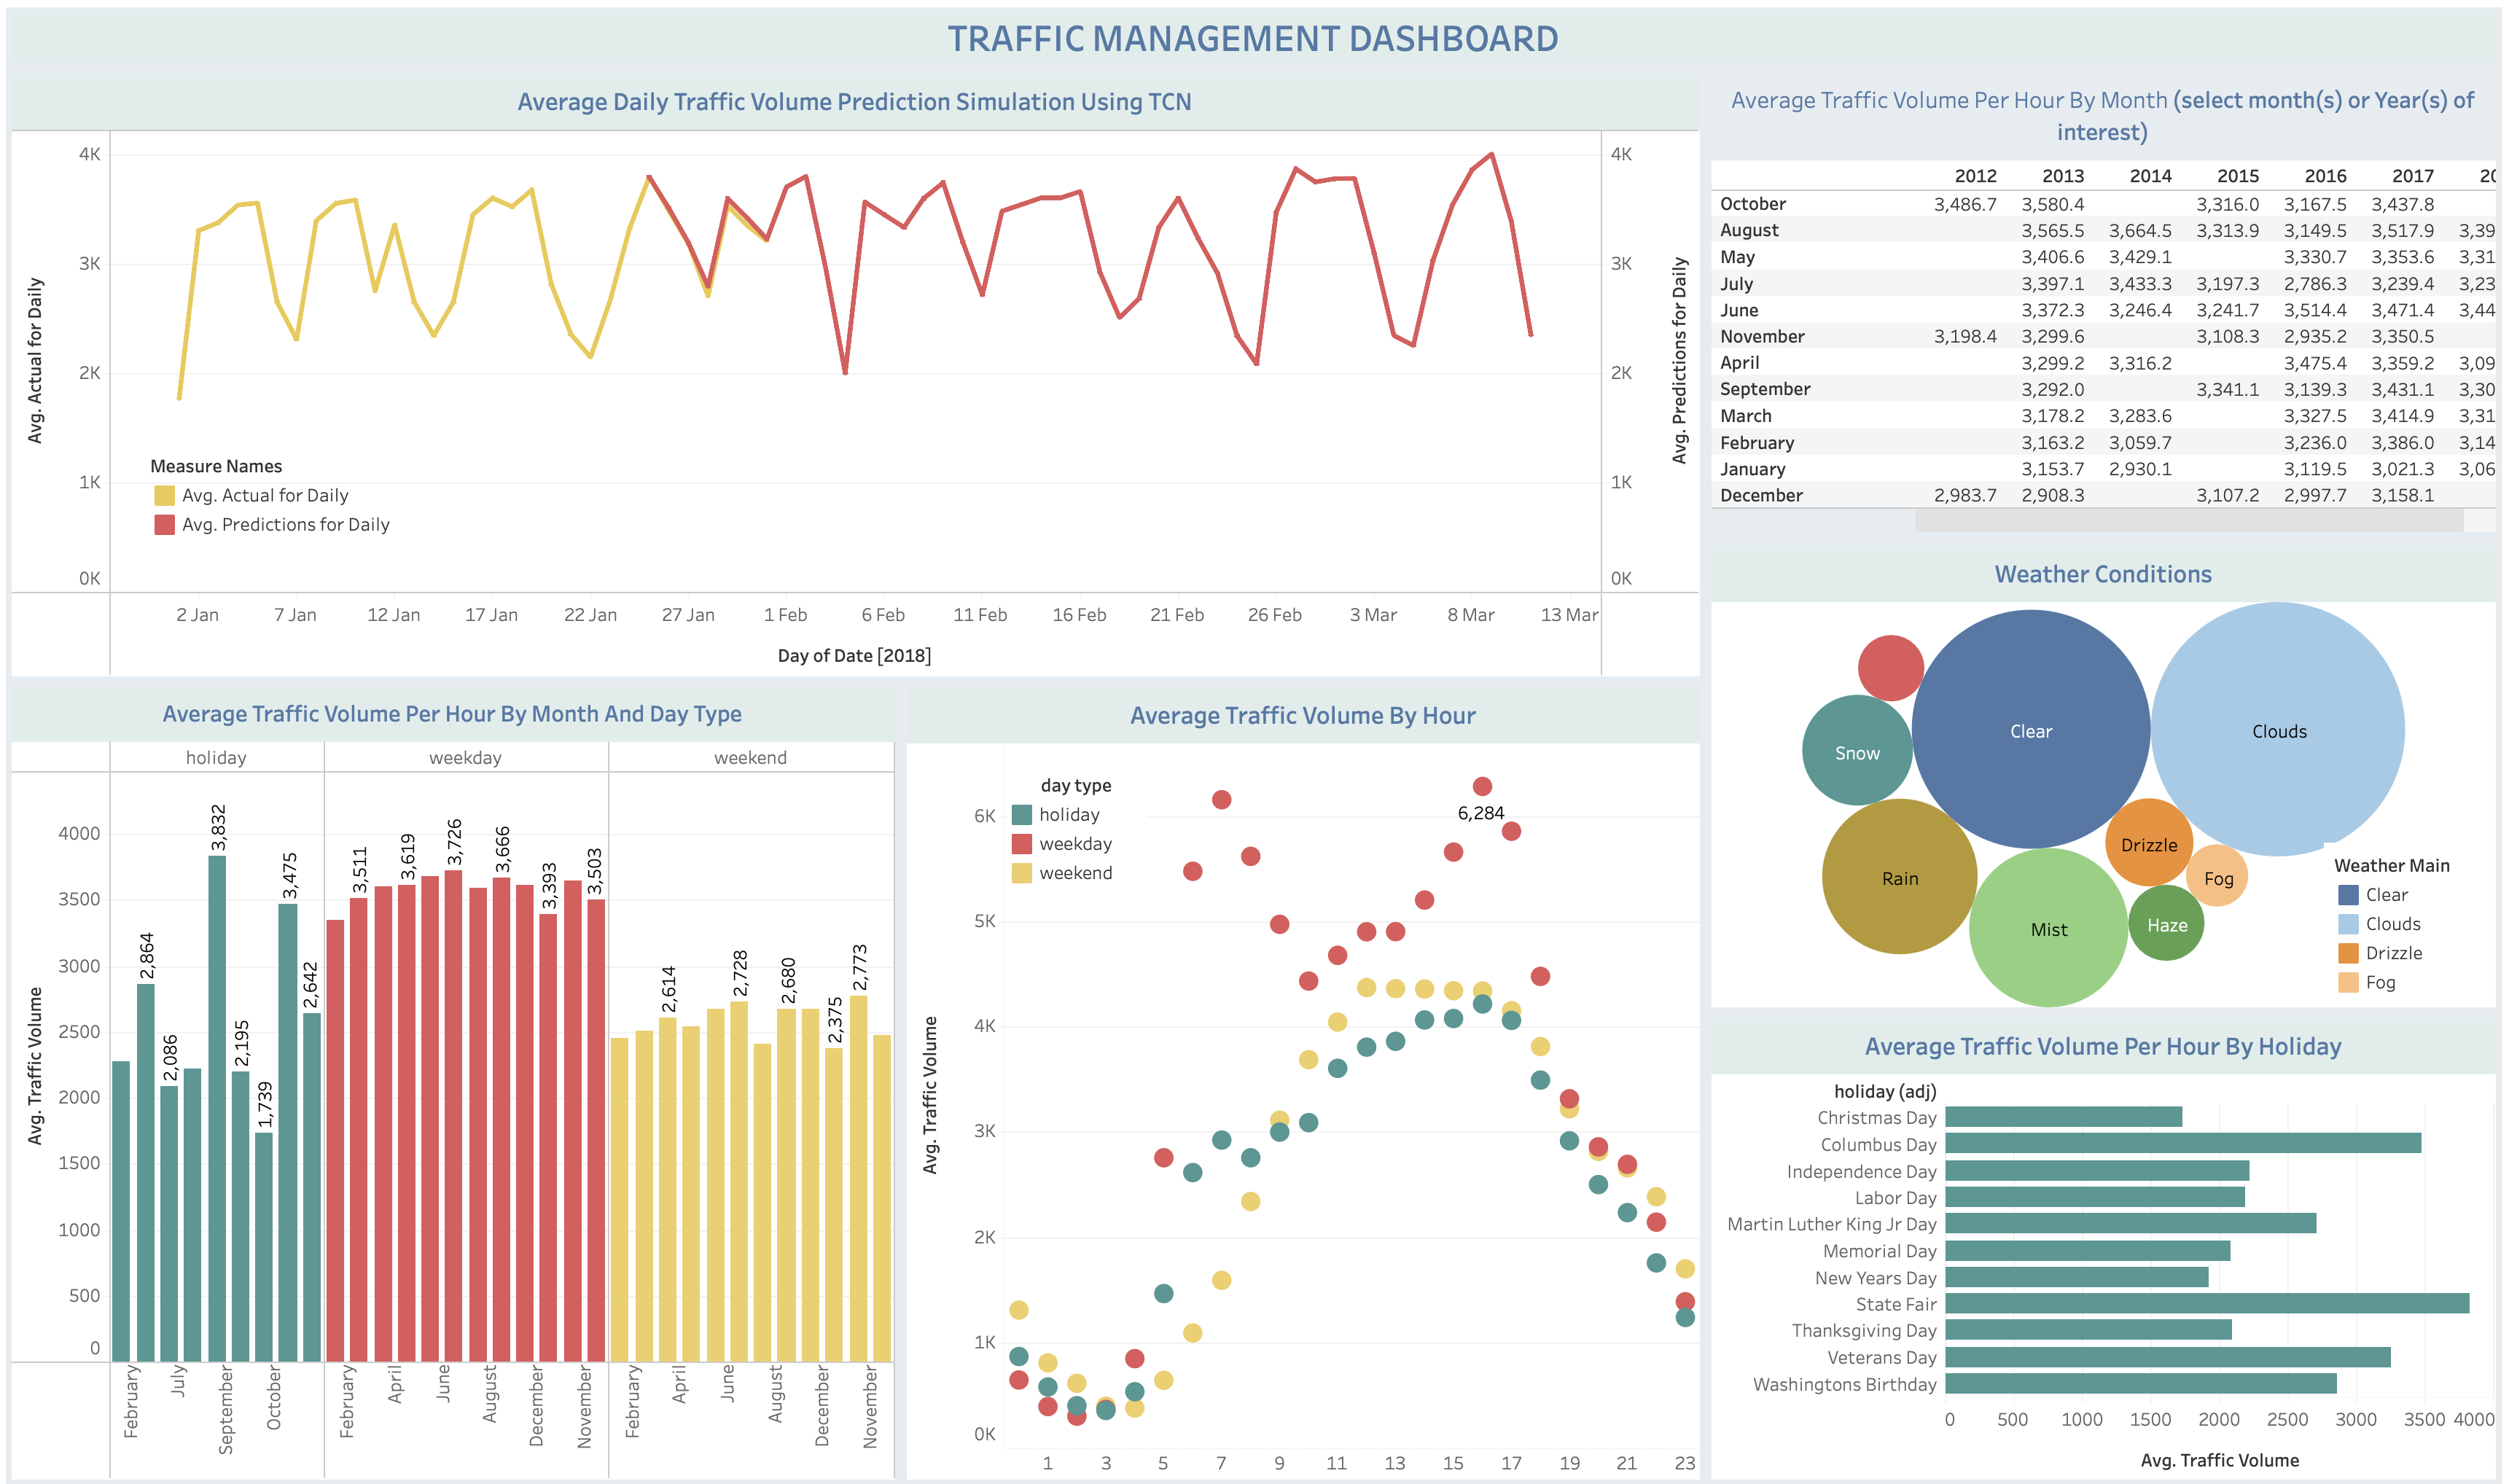 TRAFFIC MANAGEMENT DASHBOARD
Average Daily Traffic Volume Prediction Simulation Using TCN
4K
3K
2K
1K
0K
Avg. Actual for Daily
4K
3K
2K
1K
0K
Avg. Predictions for Daily
Measure Names
Avg. Actual for Daily
Avg. Predictions for Daily
2 Jan 7 Jan 12 Jan 17 Jan 22 Jan 27 Jan 1 Feb 6 Feb 11 Feb 16 Feb 21 Feb 26 Feb 3 Mar 8 Mar 13 Mar
Day of Date [2018]
Average Traffic Volume Per Hour By Month (select month(s) or Year(s) of
interest)
2012 2013 2014 2015 2016 2017 20
October 3,486.7 3,580.4 3,316.0 3,167.5 3,437.8
August 3,565.5 3,664.5 3,313.9 3,149.5 3,517.9 3,39
May 3,406.6 3,429.1 3,330.7 3,353.6 3,31
July 3,397.1 3,433.3 3,197.3 2,786.3 3,239.4 3,23
June 3,372.3 3,246.4 3,241.7 3,514.4 3,471.4 3,44
November 3,198.4 3,299.6 3,108.3 2,935.2 3,350.5
April 3,299.2 3,316.2 3,475.4 3,359.2 3,09
September 3,292.0 3,341.1 3,139.3 3,431.1 3,30
March 3,178.2 3,283.6 3,327.5 3,414.9 3,31
February 3,163.2 3,059.7 3,236.0 3,386.0 3,14
January 3,153.7 2,930.1 3,119.5 3,021.3 3,06
December 2,983.7 2,908.3 3,107.2 2,997.7 3,158.1
Weather Conditions
Clear
Clouds
Snow
Rain
Drizzle
Fog
Mist
Haze
Weather Main
Clear
Clouds
Drizzle
Fog
Average Traffic Volume Per Hour By Month And Day Type
holiday weekday weekend
4000
3500
3000
2500
2000
1500
1000
500
0
Avg. Traffic Volume
2,864
2,086
3,832
2,195
1,739
3,475
2,642
3,511
3,619
3,726
3,666
3,393
3,503
2,614
2,728
2,680
2,375
2,773
February
July
September
October
February
April
June
August
December
November
February
April
June
August
December
November
Average Traffic Volume By Hour
day type
holiday
weekday
weekend
6K
5K
4K
3K
2K
1K
0K
Avg. Traffic Volume
6,284
1 3 5 7 9 11 13 15 17 19 21 23
Average Traffic Volume Per Hour By Holiday
holiday (adj)
Christmas Day
Columbus Day
Independence Day
Labor Day
Martin Luther King Jr Day
Memorial Day
New Years Day
State Fair
Thanksgiving Day
Veterans Day
Washingtons Birthday
0 500 1000 1500 2000 2500 3000 3500 4000
Avg. Traffic Volume